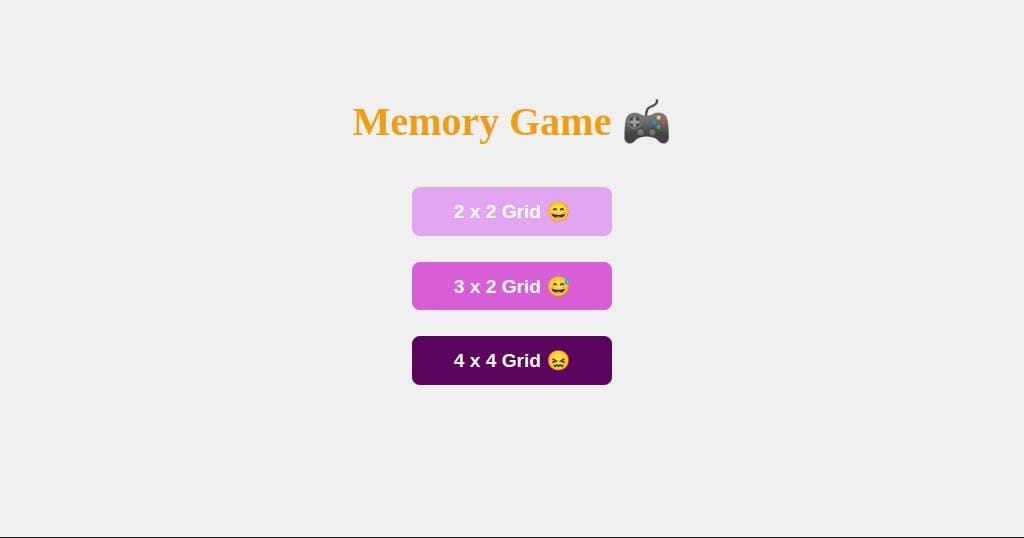 Memory Game 🎮
2 x 2 Grid 😄
3 x 2 Grid 😅
4 x 4 Grid 😖